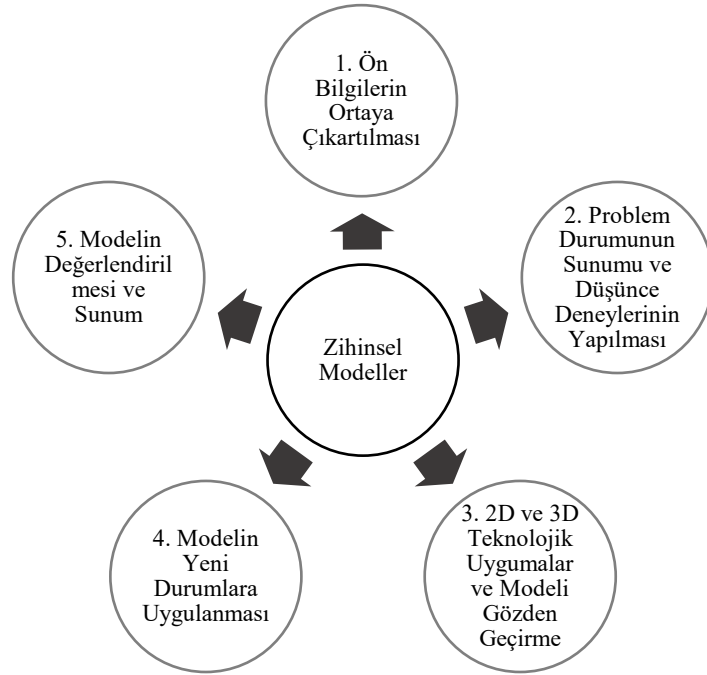 1. Ön
Bilgilerin
Ortaya
Çıkartılması
2. Problem
Durumunun
Sunumu ve
Düşünce
Deneylerinin
Yapılması
5. Modelin
Değerlendiril
mesi ve
Sunum
Zihinsel
Modeller
4. Modelin
Yeni
Durumlara
Uygulanması
3. 2D ve 3D
Teknolojik
Uygumalar
ve Modeli
Gözden
Geçirme